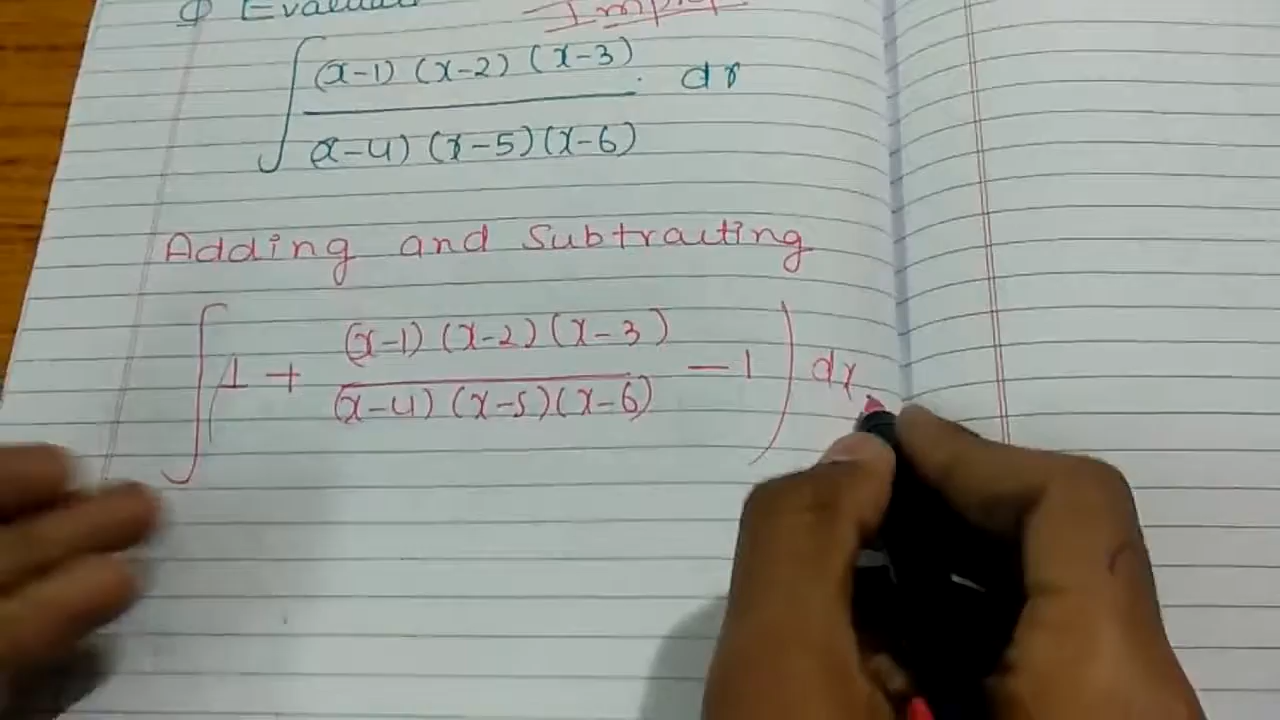 Q Evaluate
∫ (x-1) (x-2) (x-3) / (x-4) (x-5) (x-6) dx
Adding and Subtracting
∫ (1 + (x-1) (x-2) (x-3) / (x-4) (x-5) (x-6) - 1) dx